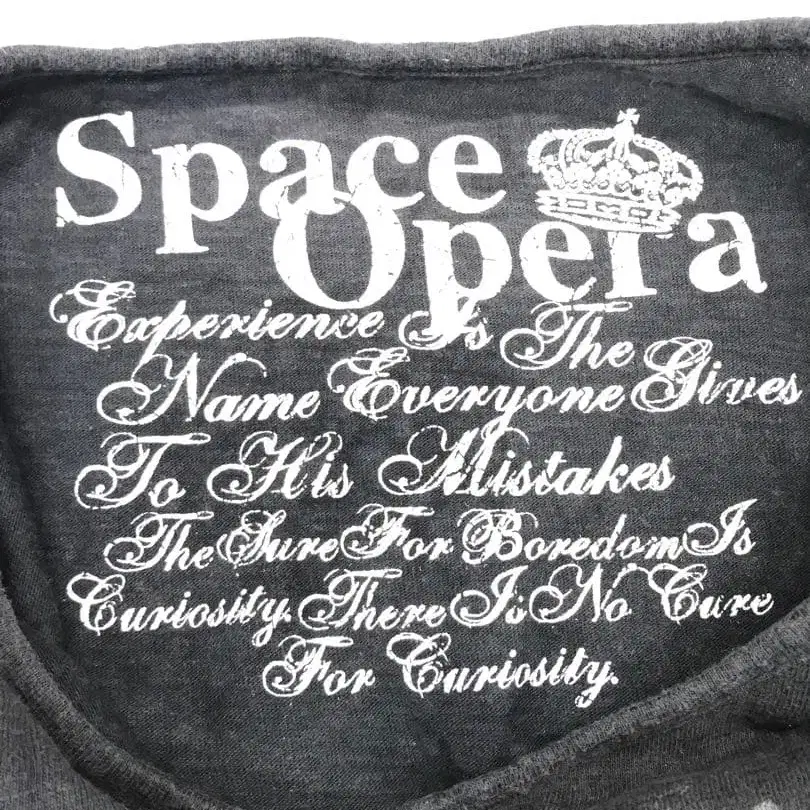 Space
Opera
Experience Is The
Name Everyone Gives
To His Mistakes
The Sure For Boredom Is
Curiosity. There Is No Cure
For Curiosity.